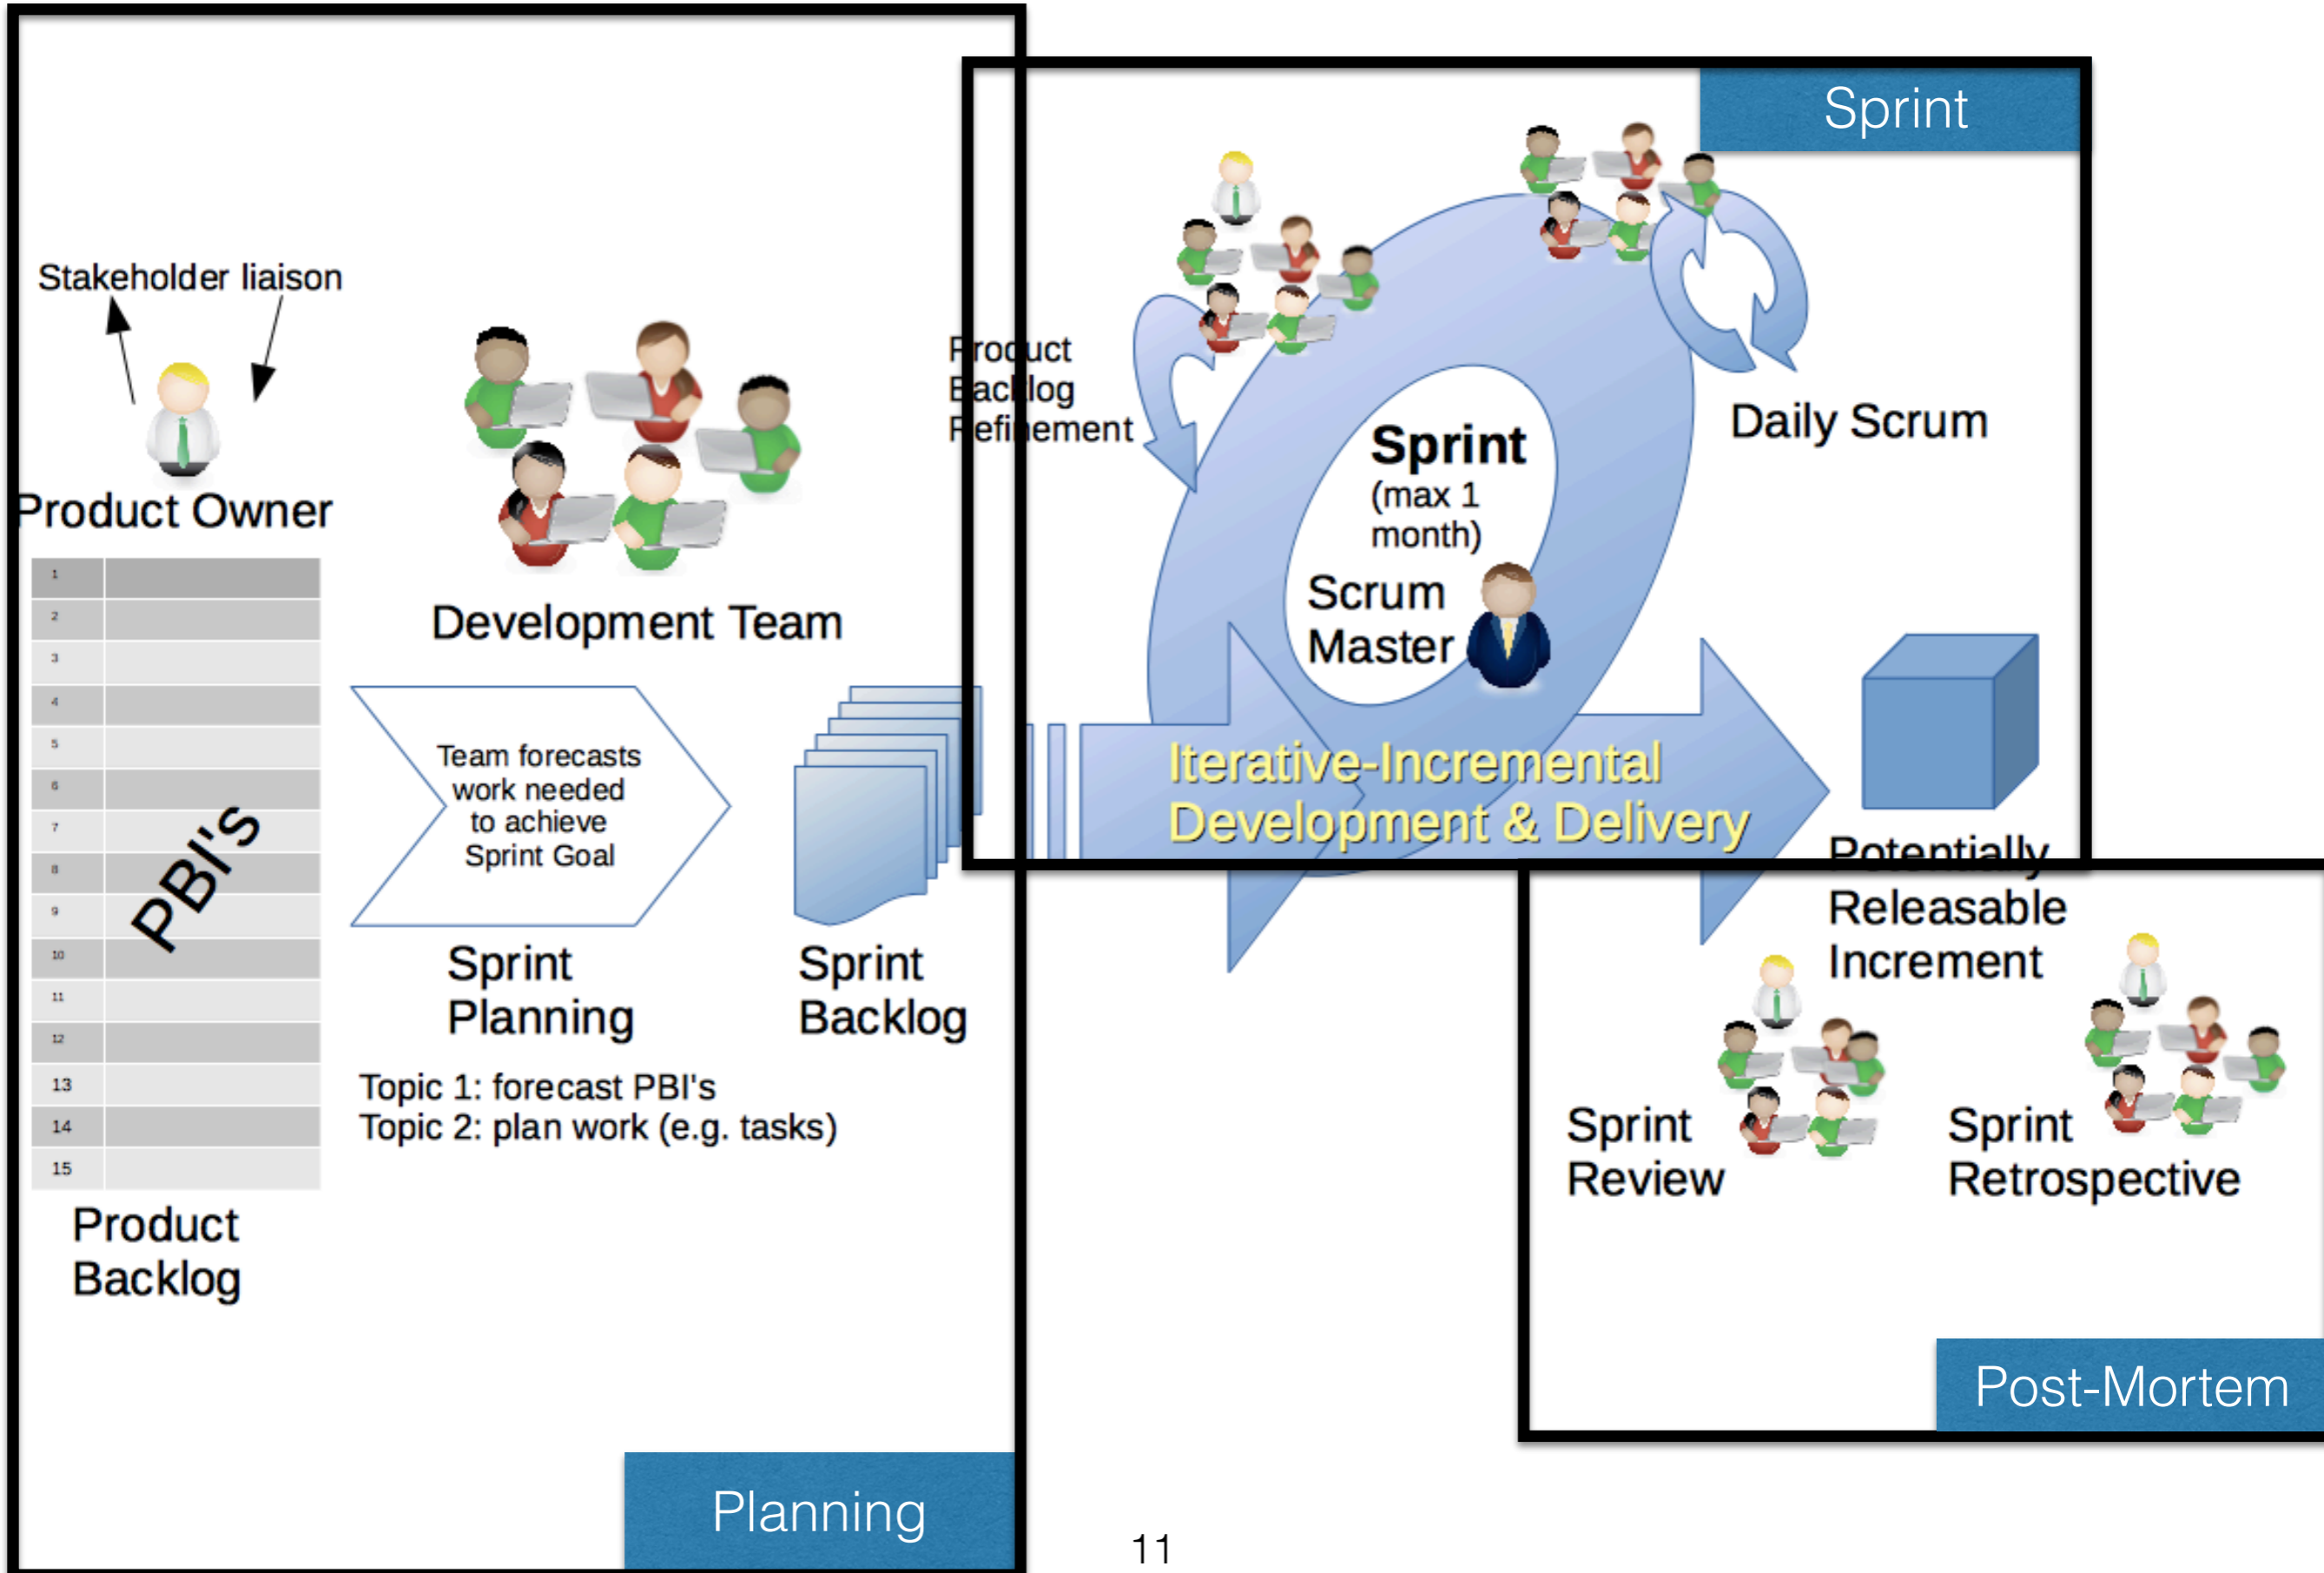 Stakeholder liaison
Product Owner
1
2
3
4
5
6
7
8
9
10
11
12
13
14
15
PBI's
Product
Backlog
Development Team
Team forecasts
work needed
to achieve
Sprint Goal
Sprint
Planning
Topic 1: forecast PBI's
Topic 2: plan work (e.g. tasks)
Sprint
Backlog
Planning
Sprint
Product
Backlog
Refinement
Sprint
(max 1
month)
Scrum
Master
Daily Scrum
Iterative-Incremental
Development & Delivery
Potentially
Releasable
Increment
Sprint
Review
Sprint
Retrospective
Post-Mortem
11